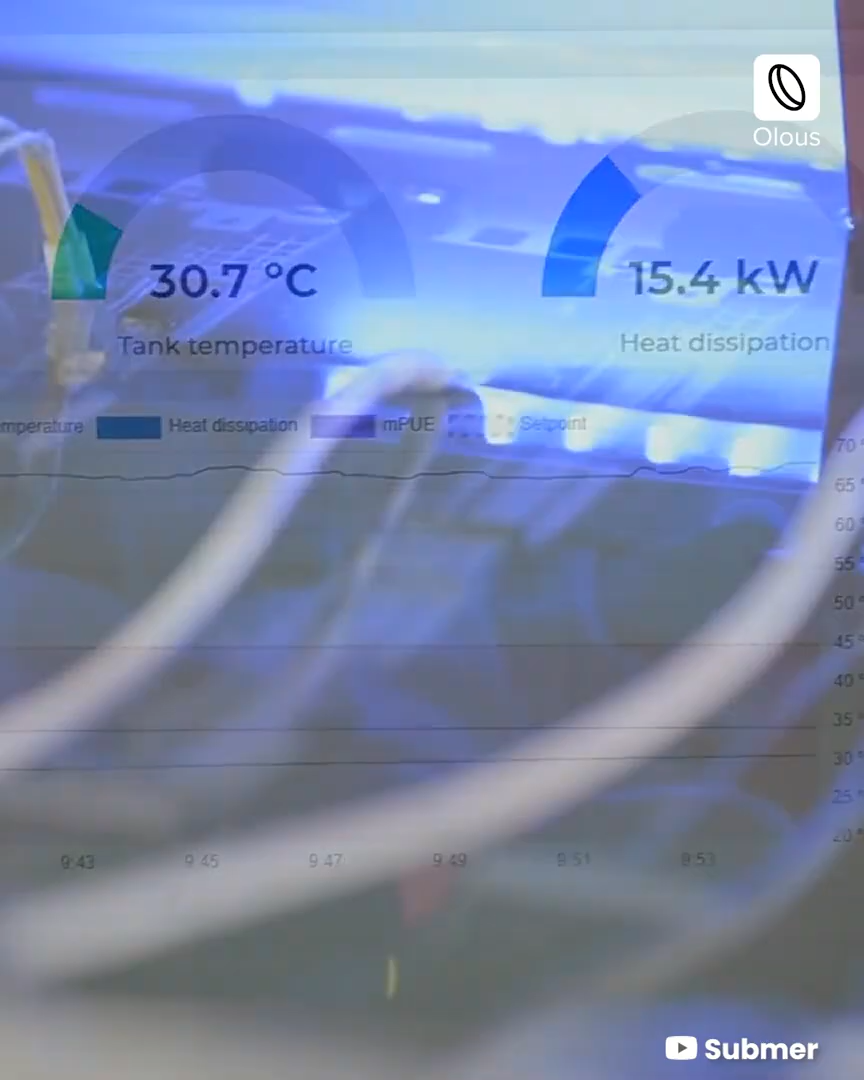 Olous
30.7 °C
15.4 kW
Tank temperature
Heat dissipation
mperature Heat dissipation mPUE Setpoint
70 °
65 °
60 °
55 °
50 °
45 °
40 °
35 °
30 °
25 °
20 °
9:43 9:45 9:47 9:49 9:51 9:53
Submer